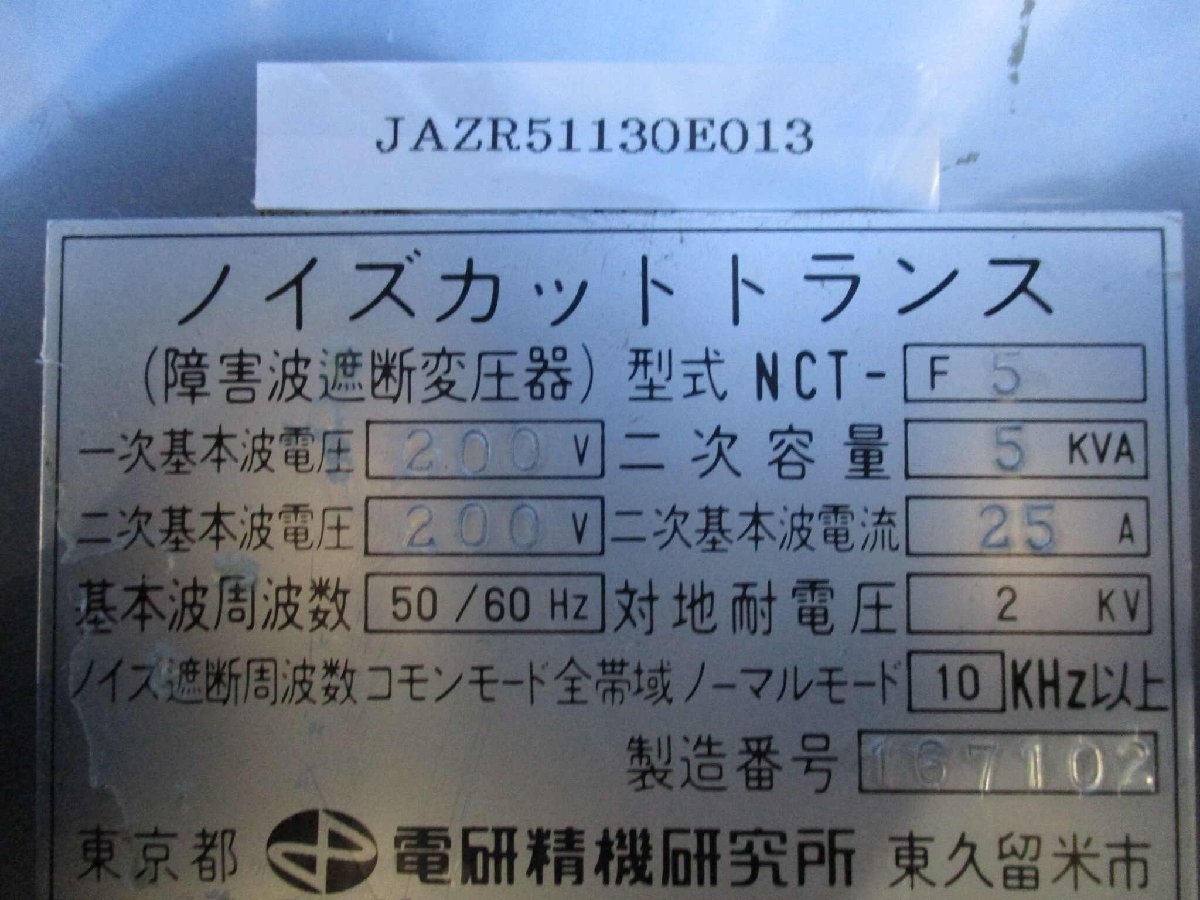 JAZR51130E013
ノイズカットトランス
(障害波遮断変圧器) 型式 NCT- F 5
一次基本波電圧 200 V 二次容量 5 KVA
二次基本波電圧 200 V 二次基本波電流 25 A
基本波周波数 50/60 Hz 対地耐電圧 2 KV
ノイズ遮断周波数コモンモード全帯域ノーマルモード 10 KHz以上
製造番号 167102
東京都 電研精機研究所 東久留米市